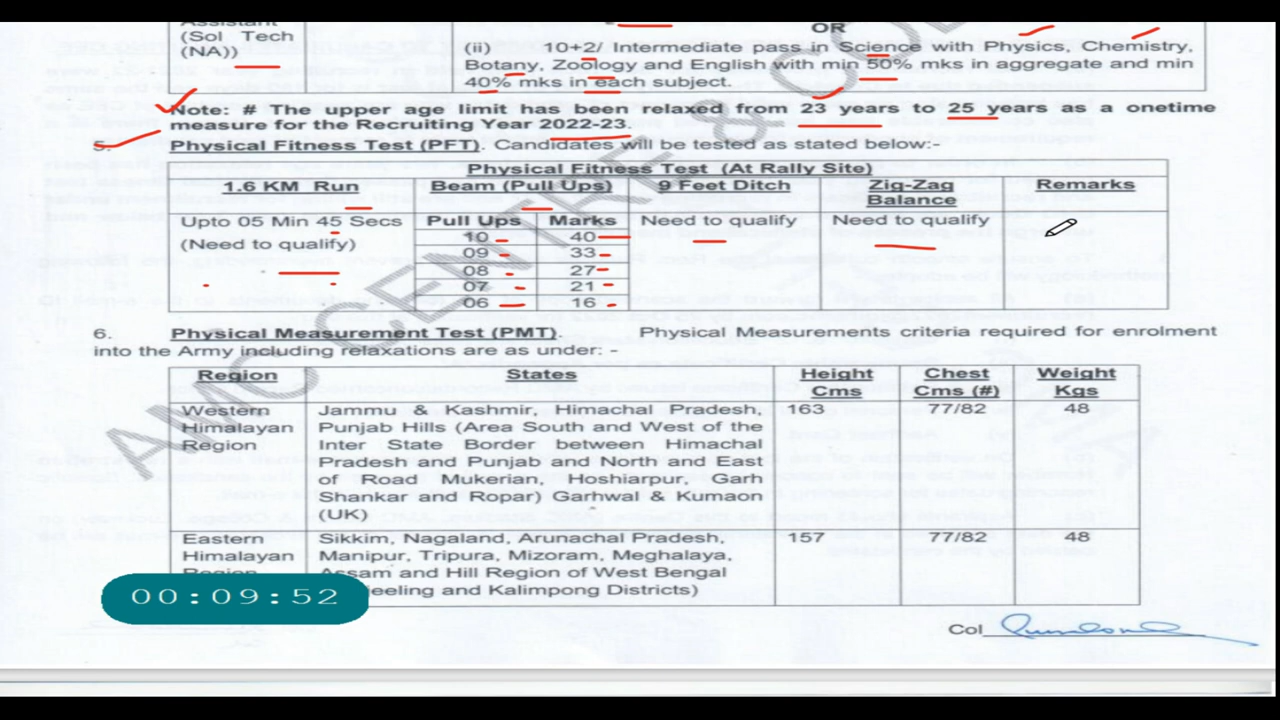 Assistant
(Sol Tech
(NA))
OR
(ii) 10+2/ Intermediate pass in Science with Physics, Chemistry,
Botany, Zoology and English with min 50% mks in aggregate and min
40% mks in each subject.
Note: # The upper age limit has been relaxed from 23 years to 25 years as a onetime
measure for the Recruiting Year 2022-23.
5. Physical Fitness Test (PFT). Candidates will be tested as stated below:-
Physical Fitness Test (At Rally Site)
1.6 KM Run Beam (Pull Ups) 9 Feet Ditch Zig-Zag Balance Remarks
Upto 05 Min 45 Secs Pull Ups Marks Need to qualify Need to qualify
(Need to qualify) 10 40
09 33
08 27
07 21
06 16
6. Physical Measurement Test (PMT). Physical Measurements criteria required for enrolment
into the Army including relaxations are as under: -
Region States Height Cms Chest Cms (#) Weight Kgs
Western Jammu & Kashmir, Himachal Pradesh, 163 77/82 48
Himalayan Punjab Hills (Area South and West of the
Region Inter State Border between Himachal
Pradesh and Punjab and North and East
of Road Mukerian, Hoshiarpur, Garh
Shankar and Ropar) Garhwal & Kumaon
(UK)
Eastern Sikkim, Nagaland, Arunachal Pradesh, 157 77/82 48
Himalayan Manipur, Tripura, Mizoram, Meghalaya,
Region Assam and Hill Region of West Bengal
jeeling and Kalimpong Districts)
00:09:52
Col
AMC CENTRE & COL